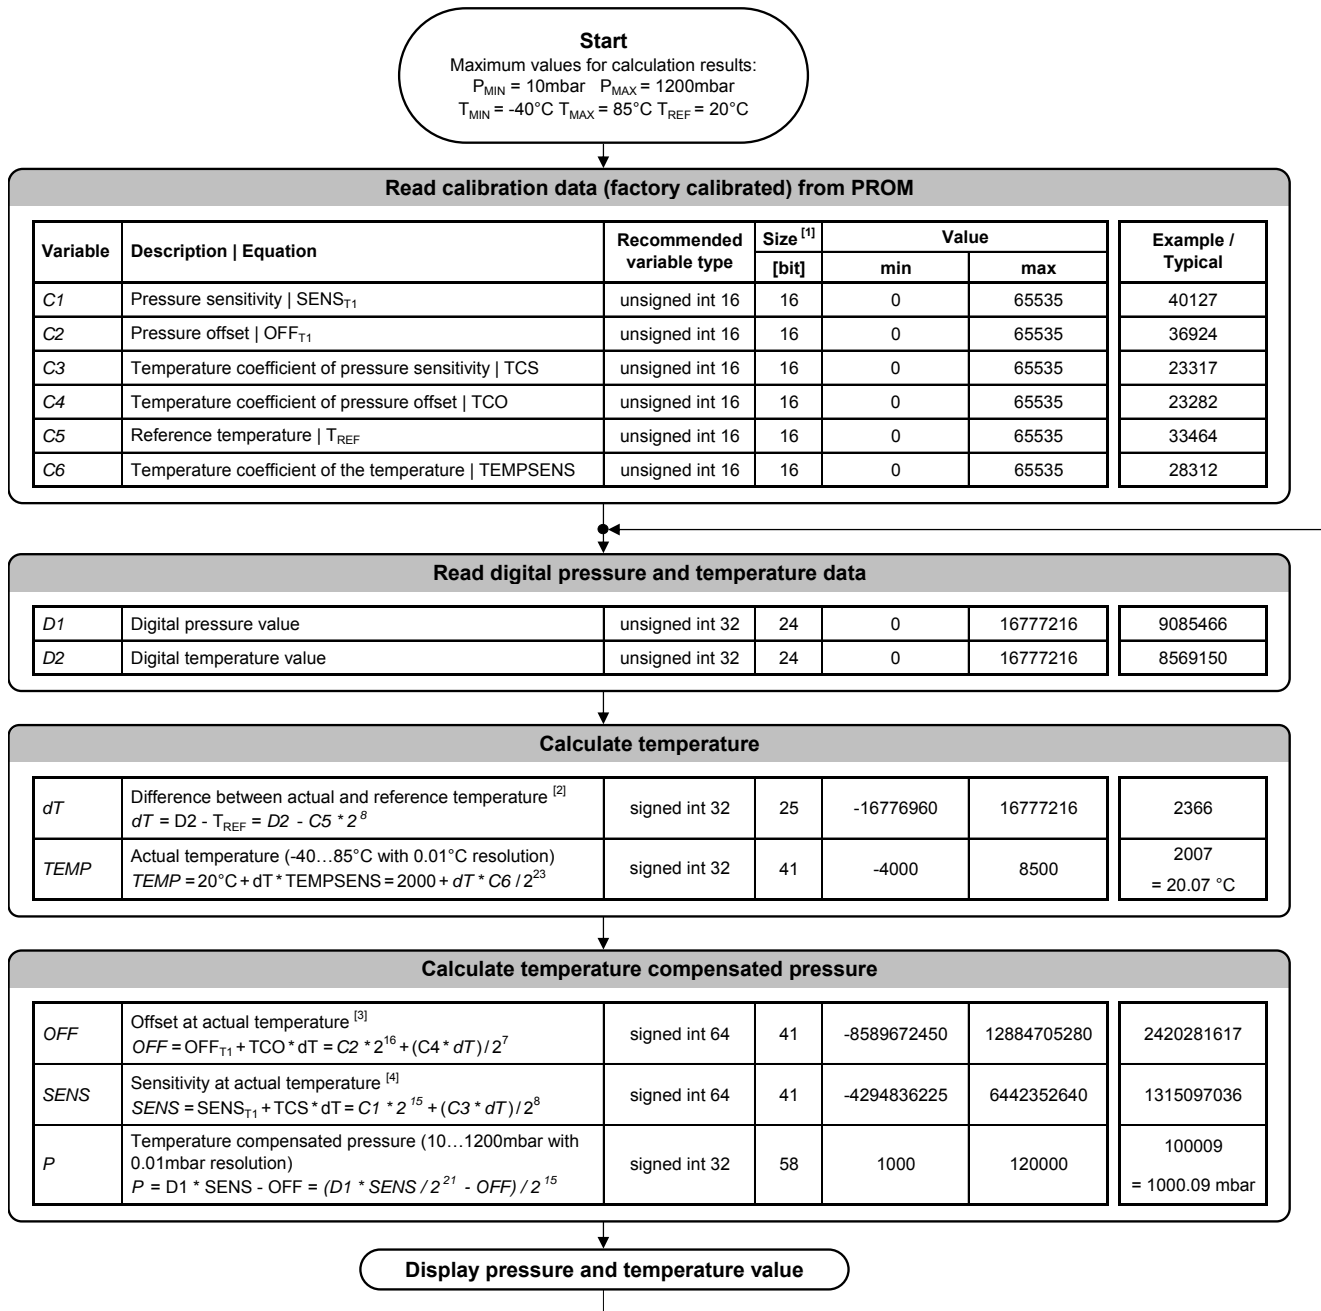 Start
Maximum values for calculation results:
P_MIN = 10mbar P_MAX = 1200mbar
T_MIN = -40°C T_MAX = 85°C T_REF = 20°C
Read calibration data (factory calibrated) from PROM
Variable | Description | Equation | Recommended variable type | Size [1] [bit] | Value min | max | Example / Typical
C1 | Pressure sensitivity | SENS_T1 | unsigned int 16 | 16 | 0 | 65535 | 40127
C2 | Pressure offset | OFF_T1 | unsigned int 16 | 16 | 0 | 65535 | 36924
C3 | Temperature coefficient of pressure sensitivity | TCS | unsigned int 16 | 16 | 0 | 65535 | 23317
C4 | Temperature coefficient of pressure offset | TCO | unsigned int 16 | 16 | 0 | 65535 | 23282
C5 | Reference temperature | T_REF | unsigned int 16 | 16 | 0 | 65535 | 33464
C6 | Temperature coefficient of the temperature | TEMPSENS | unsigned int 16 | 16 | 0 | 65535 | 28312
Read digital pressure and temperature data
D1 | Digital pressure value | unsigned int 32 | 24 | 0 | 16777216 | 9085466
D2 | Digital temperature value | unsigned int 32 | 24 | 0 | 16777216 | 8569150
Calculate temperature
dT | Difference between actual and reference temperature [2]
dT = D2 - T_REF = D2 - C5 * 2^8 | signed int 32 | 25 | -16776960 | 16777216 | 2366
TEMP | Actual temperature (-40…85°C with 0.01°C resolution)
TEMP = 20°C + dT * TEMPSENS = 2000 + dT * C6 / 2^23 | signed int 32 | 41 | -4000 | 8500 | 2007
= 20.07 °C
Calculate temperature compensated pressure
OFF | Offset at actual temperature [3]
OFF = OFF_T1 + TCO * dT = C2 * 2^16 + (C4 * dT) / 2^7 | signed int 64 | 41 | -8589672450 | 12884705280 | 2420281617
SENS | Sensitivity at actual temperature [4]
SENS = SENS_T1 + TCS * dT = C1 * 2^15 + (C3 * dT) / 2^8 | signed int 64 | 41 | -4294836225 | 6442352640 | 1315097036
P | Temperature compensated pressure (10…1200mbar with
0.01mbar resolution)
P = D1 * SENS - OFF = (D1 * SENS / 2^21 - OFF) / 2^15 | signed int 32 | 58 | 1000 | 120000 | 100009
= 1000.09 mbar
Display pressure and temperature value